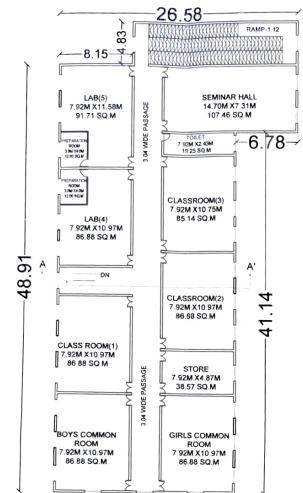 26.58
RAMP-1:12
4.83
8.15
LAB(5)
7.92M X11.58M
91.71 SQ.M
3.04 WIDE PASSAGE
SEMINAR HALL
14.70M X7.31M
107.46 SQ.M
TOILET
7.92M X2.43M
19.25 SQ.M
6.78
PREPARATION
ROOM
PREPARATION
ROOM
CLASSROOM(3)
7.92M X10.75M
85.14 SQ.M
LAB(4)
7.92M X10.97M
86.88 SQ.M
A
DN
A'
48.91
41.14
CLASSROOM(2)
7.92M X10.97M
86.88 SQ.M
CLASS ROOM(1)
7.92M X10.97M
86.88 SQ.M
STORE
7.92M X4.87M
38.57 SQ.M
3.04 WIDE PASSAGE
BOYS COMMON
ROOM
7.92M X10.97M
86.88 SQ.M
GIRLS COMMON
ROOM
7.92M X10.97M
86.88 SQ.M